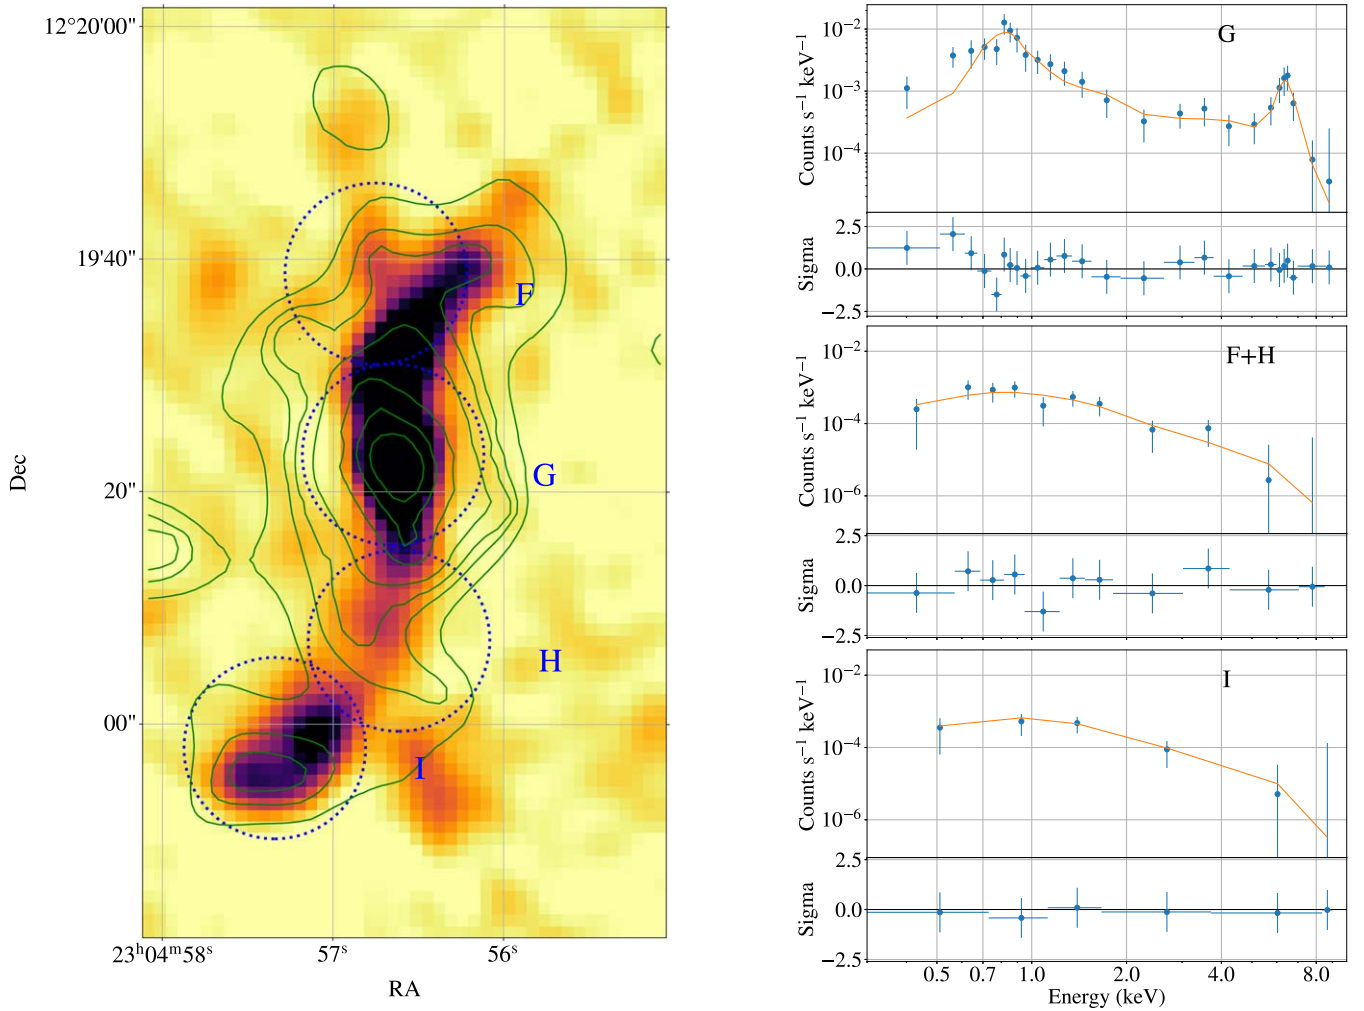 12°20'00"
19'40"
20"
00"
Dec
23ʰ04ᵐ58ˢ
57ˢ
56ˢ
RA
F
G
H
I
G
10⁻²
10⁻³
10⁻⁴
Counts s⁻¹ keV⁻¹
2.5
0.0
−2.5
Sigma
F+H
10⁻²
10⁻⁴
10⁻⁶
Counts s⁻¹ keV⁻¹
2.5
0.0
−2.5
Sigma
I
10⁻²
10⁻⁴
10⁻⁶
Counts s⁻¹ keV⁻¹
2.5
0.0
−2.5
Sigma
0.5 0.7 1.0 2.0 4.0 8.0
Energy (keV)